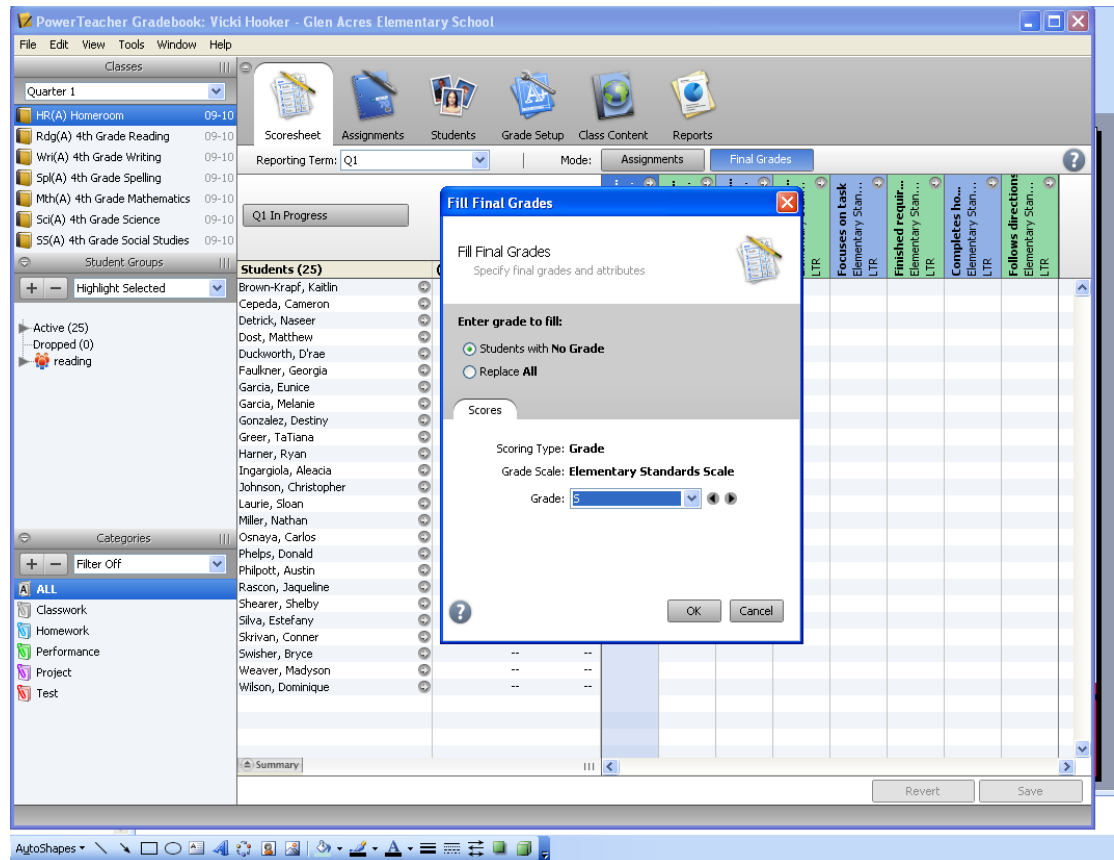 PowerTeacher Gradebook: Vicki Hooker - Glen Acres Elementary School
File Edit View Tools Window Help
Classes
Quarter 1
HR(A) Homeroom 09-10
Rdg(A) 4th Grade Reading 09-10
Wri(A) 4th Grade Writing 09-10
Spl(A) 4th Grade Spelling 09-10
Mth(A) 4th Grade Mathematics 09-10
Sci(A) 4th Grade Science 09-10
SS(A) 4th Grade Social Studies 09-10
Student Groups
Highlight Selected
Active (25)
Dropped (0)
reading
Categories
Filter Off
ALL
Classwork
Homework
Performance
Project
Test
Scoresheet Assignments Students Grade Setup Class Content Reports
Reporting Term: Q1 Mode: Assignments Final Grades
Q1 In Progress
LTR
Focuses on task
Elementary Stan...
LTR
Finished requir...
Elementary Stan...
LTR
Completes ho...
Elementary Stan...
LTR
Follows directions
Elementary Stan...
LTR
Students (25)
Brown-Krapf, Kaitlin
Cepeda, Cameron
Detrick, Naseer
Dost, Matthew
Duckworth, D'rae
Faulkner, Georgia
Garcia, Eunice
Garcia, Melanie
Gonzalez, Destiny
Greer, TaTiana
Harner, Ryan
Ingargiola, Aleacia
Johnson, Christopher
Laurie, Sloan
Miller, Nathan
Osnaya, Carlos
Phelps, Donald
Philpott, Austin
Rascon, Jaqueline
Shearer, Shelby
Silva, Estefany
Skrivan, Conner
Swisher, Bryce -- --
Weaver, Madyson -- --
Wilson, Dominique -- --
Summary
Fill Final Grades
Fill Final Grades
Specify final grades and attributes
Enter grade to fill:
Students with No Grade
Replace All
Scores
Scoring Type: Grade
Grade Scale: Elementary Standards Scale
Grade: S
OK Cancel
Revert Save
AutoShapes